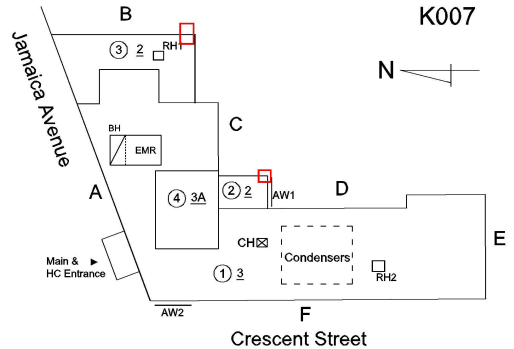 B
K007
③ 2
RH1
Jamaica Avenue
N
C
BH
EMR
A
④ 3A
② 2
AW1
D
E
CH
Main &
HC Entrance
① 3
Condensers
RH2
AW2
F
Crescent Street